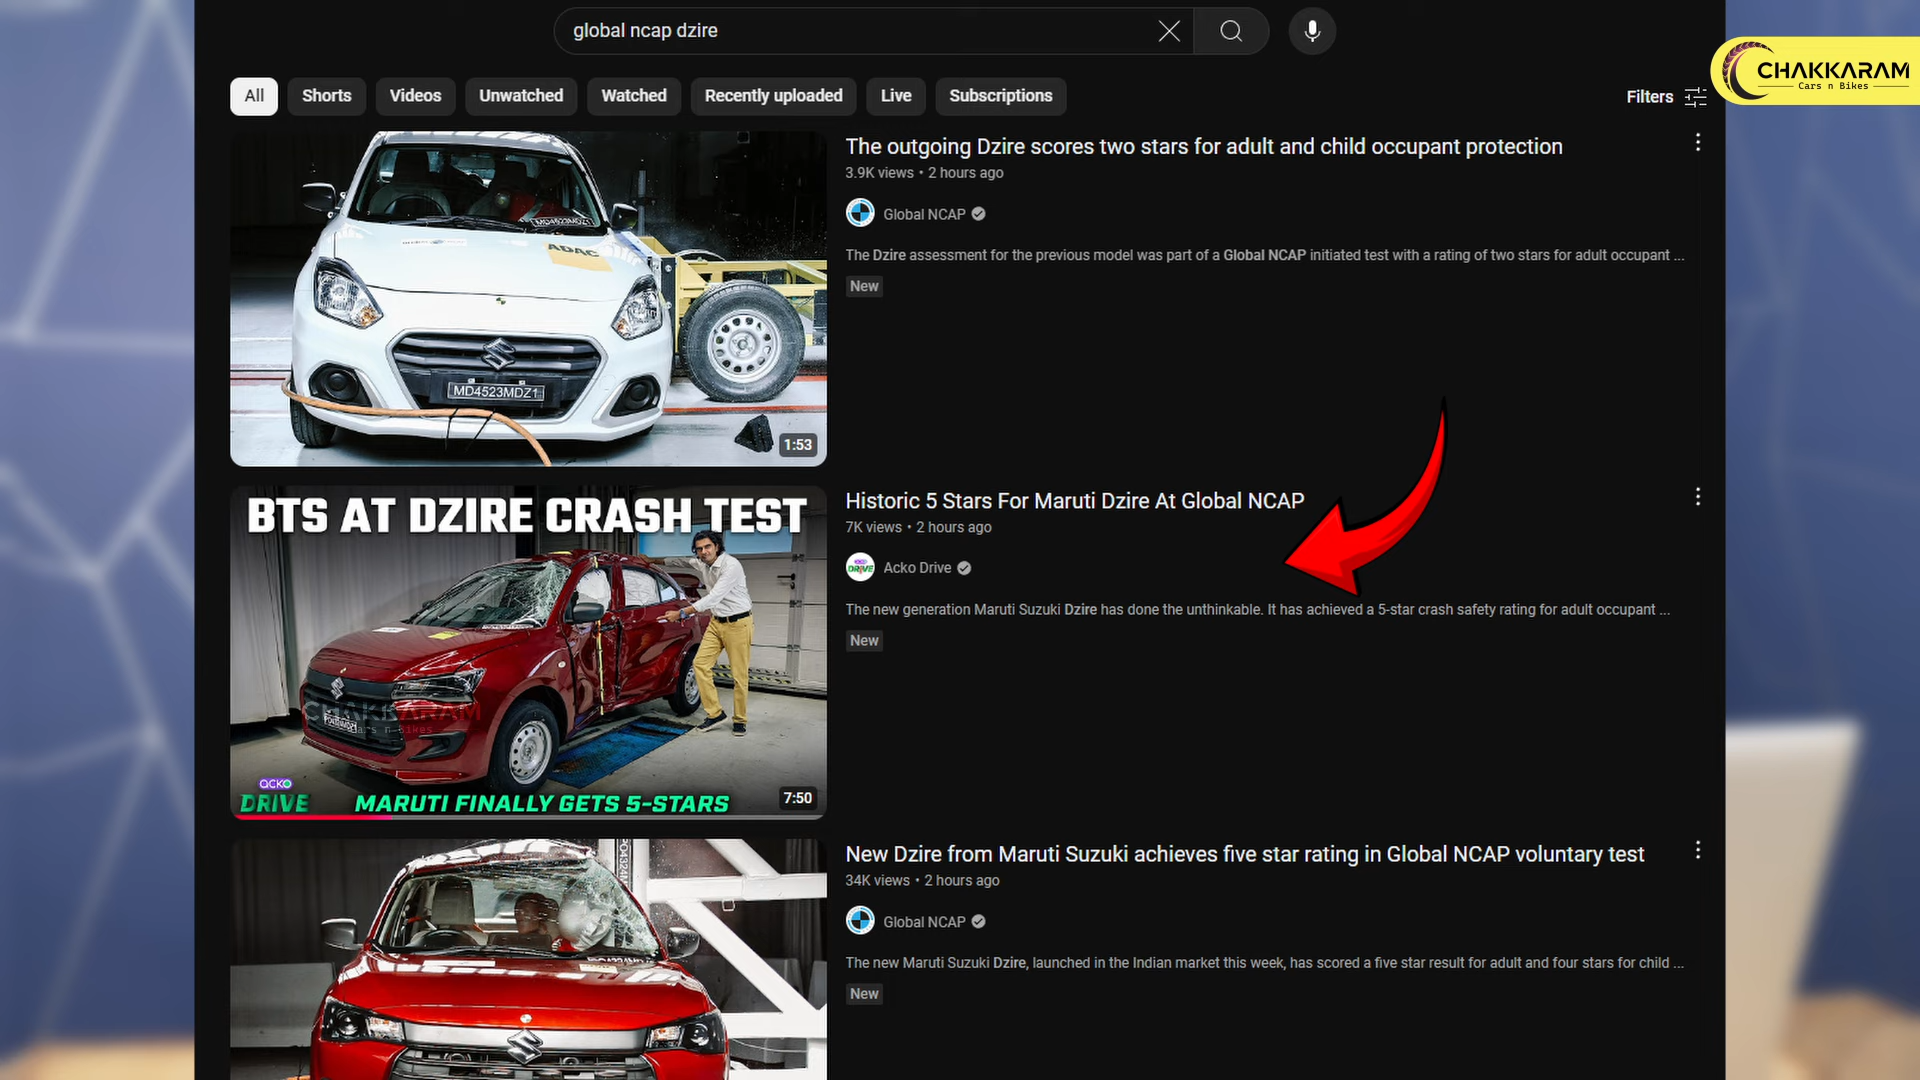 global ncap dzire
CHAKKARAM
Cars n Bikes
All
Shorts
Videos
Unwatched
Watched
Recently uploaded
Live
Subscriptions
Filters
The outgoing Dzire scores two stars for adult and child occupant protection
3.9K views • 2 hours ago
Global NCAP
The Dzire assessment for the previous model was part of a Global NCAP initiated test with a rating of two stars for adult occupant ...
New
ADAC
MD4523MDZ1
1:53
BTS AT DZIRE CRASH TEST
CHAKKARAM
Cars n Bikes
acko
DRIVE
MARUTI FINALLY GETS 5-STARS
7:50
Historic 5 Stars For Maruti Dzire At Global NCAP
7K views • 2 hours ago
DRIVE
Acko Drive
The new generation Maruti Suzuki Dzire has done the unthinkable. It has achieved a 5-star crash safety rating for adult occupant ...
New
New Dzire from Maruti Suzuki achieves five star rating in Global NCAP voluntary test
34K views • 2 hours ago
Global NCAP
The new Maruti Suzuki Dzire, launched in the Indian market this week, has scored a five star result for adult and four stars for child ...
New